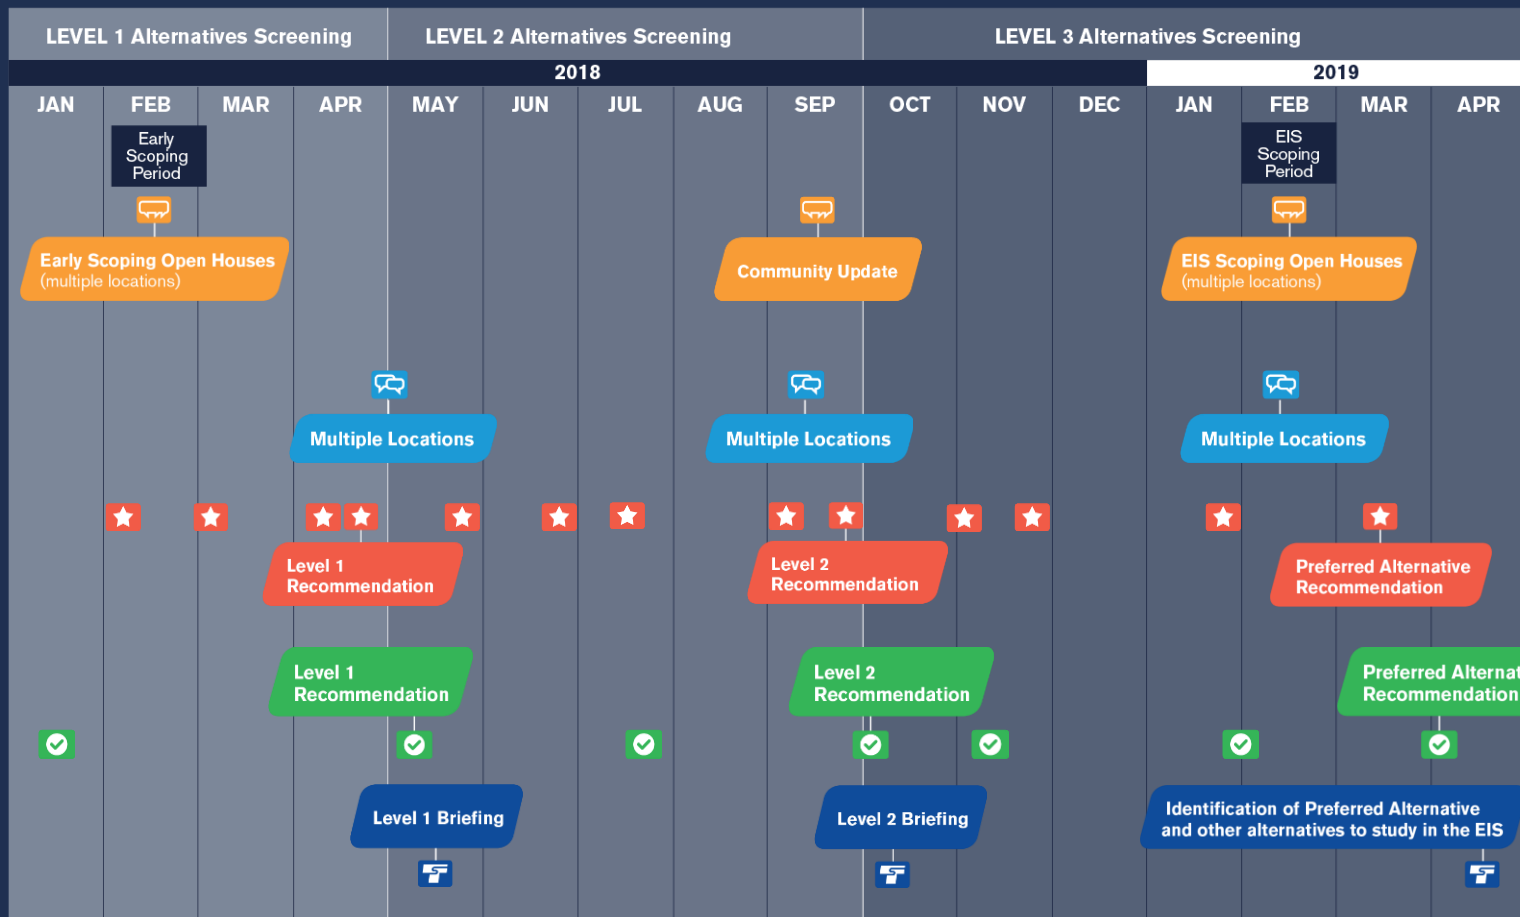 LEVEL 1 Alternatives Screening
LEVEL 2 Alternatives Screening
LEVEL 3 Alternatives Screening
2018
2019
JAN
FEB
MAR
APR
MAY
JUN
JUL
AUG
SEP
OCT
NOV
DEC
JAN
FEB
MAR
APR
Early
Scoping
Period
EIS
Scoping
Period
Early Scoping Open Houses
(multiple locations)
Community Update
EIS Scoping Open Houses
(multiple locations)
Multiple Locations
Multiple Locations
Multiple Locations
Level 1
Recommendation
Level 2
Recommendation
Preferred Alternative
Recommendation
Level 1
Recommendation
Level 2
Recommendation
Preferred Alternat
Recommendation
Level 1 Briefing
Level 2 Briefing
Identification of Preferred Alternative
and other alternatives to study in the EIS